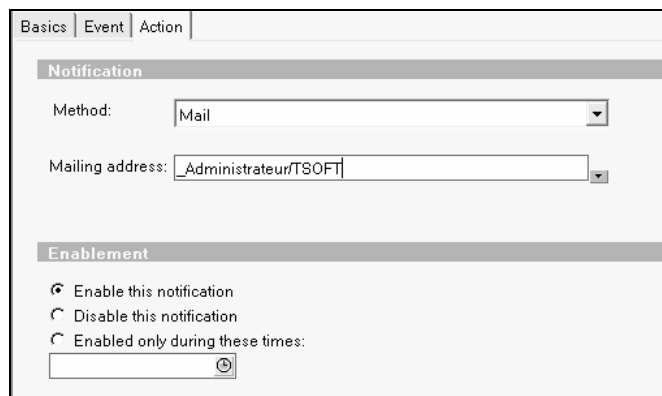 Basics Event Action
Notification
Method: Mail
Mailing address: _Administrateur/TSOFT
Enablement
Enable this notification
Disable this notification
Enabled only during these times: